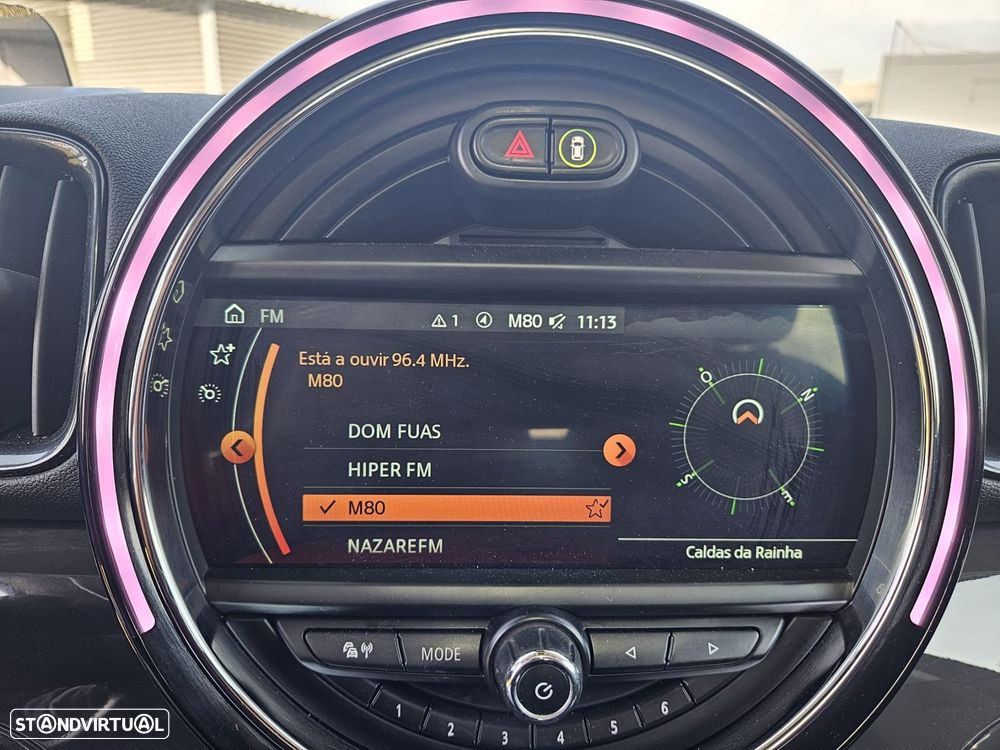 FM
1
M80
11:13
Está a ouvir 96.4 MHz.
M80
DOM FUAS
HIPER FM
M80
NAZAREFM
O
N
S
E
Caldas da Rainha
MODE
1 2 3 4 5 6
STANDVIRTUAL